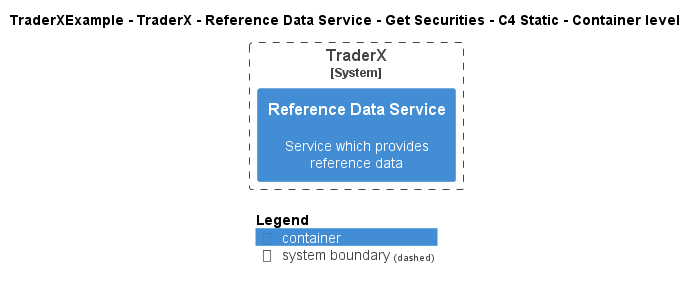 TraderXExample - TraderX - Reference Data Service - Get Securities - C4 Static - Container level
TraderX
[System]
Reference Data Service
Service which provides
reference data
Legend
container
system boundary (dashed)